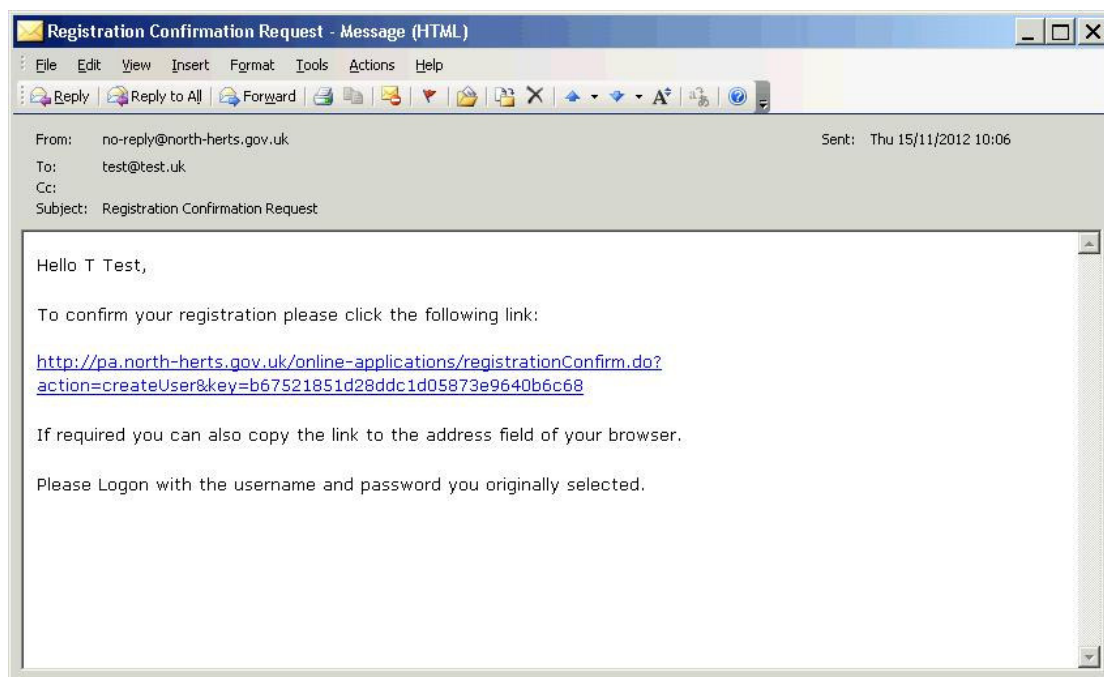 Registration Confirmation Request - Message (HTML)
File Edit View Insert Format Tools Actions Help
Reply Reply to All Forward
From: no-reply@north-herts.gov.uk Sent: Thu 15/11/2012 10:06
To: test@test.uk
Cc:
Subject: Registration Confirmation Request
Hello T Test,
To confirm your registration please click the following link:
http://pa.north-herts.gov.uk/online-applications/registrationConfirm.do?
action=createUser&key=b67521851d28ddc1d05873e9640b6c68
If required you can also copy the link to the address field of your browser.
Please Logon with the username and password you originally selected.